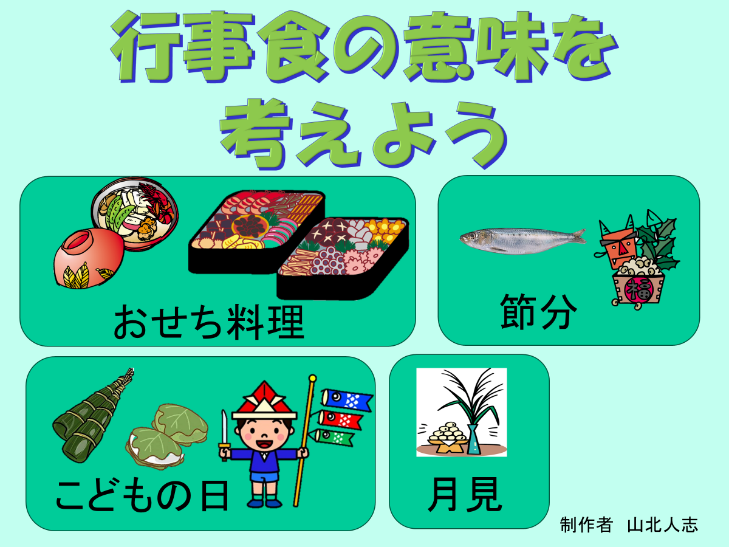 行事食の意味を
考えよう
おせち料理
福
節分
こどもの日
月見
制作者 山北人志